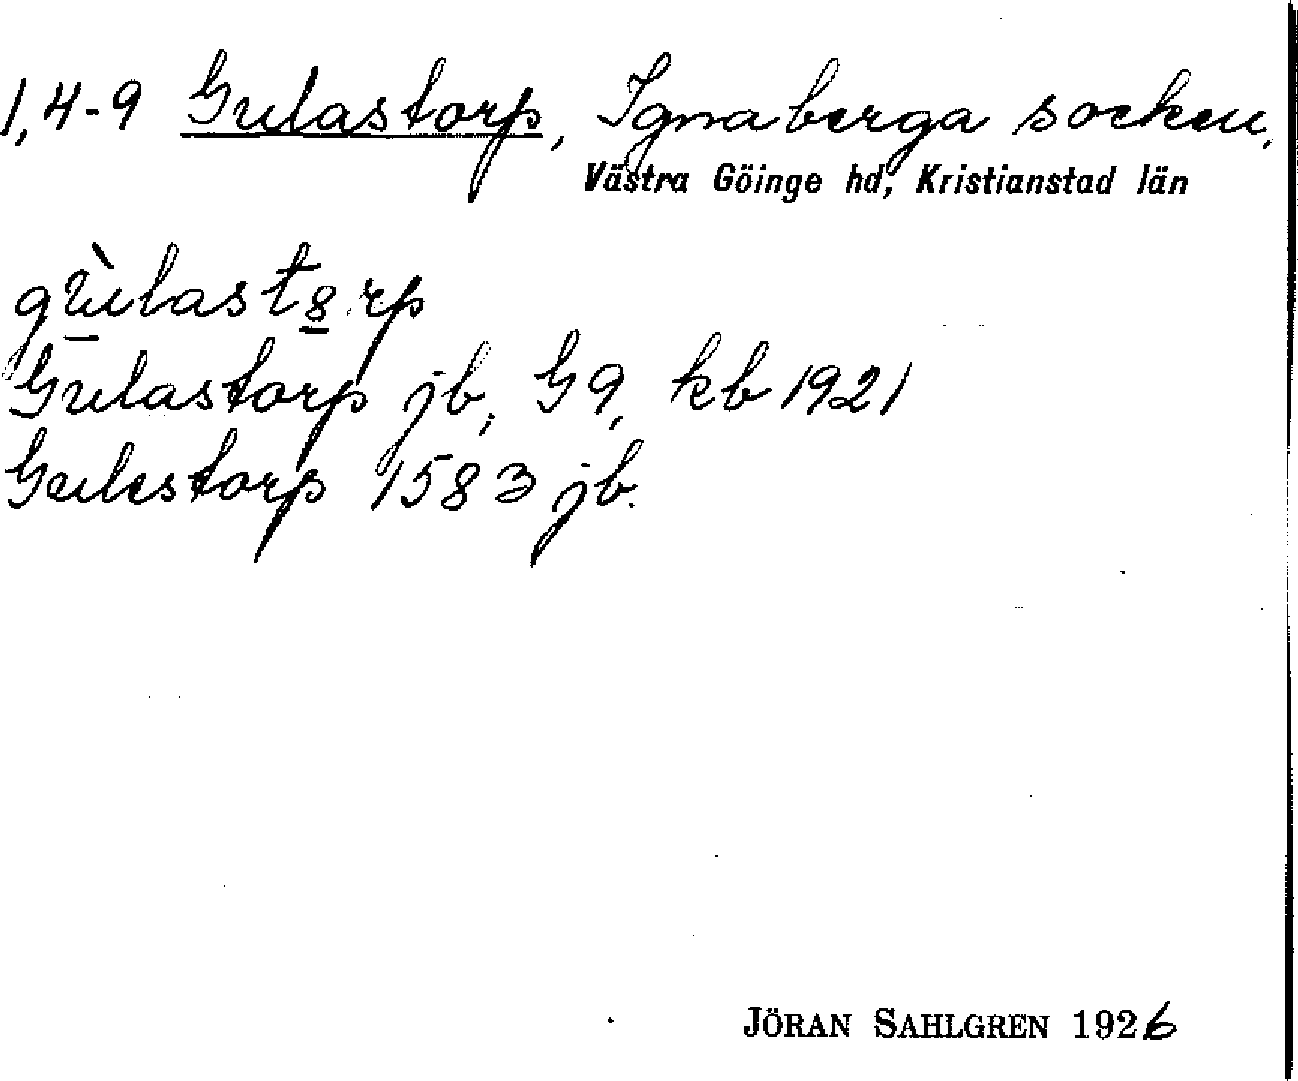 1,4-9 Gulastorp, Ignaberga socken,
Västra Göinge hd, Kristianstad län
gùlastȣrp
Gulastorp jb, G9, kb 1921
Gulestorp 1583 jb.
JÖRAN SAHLGREN 1926